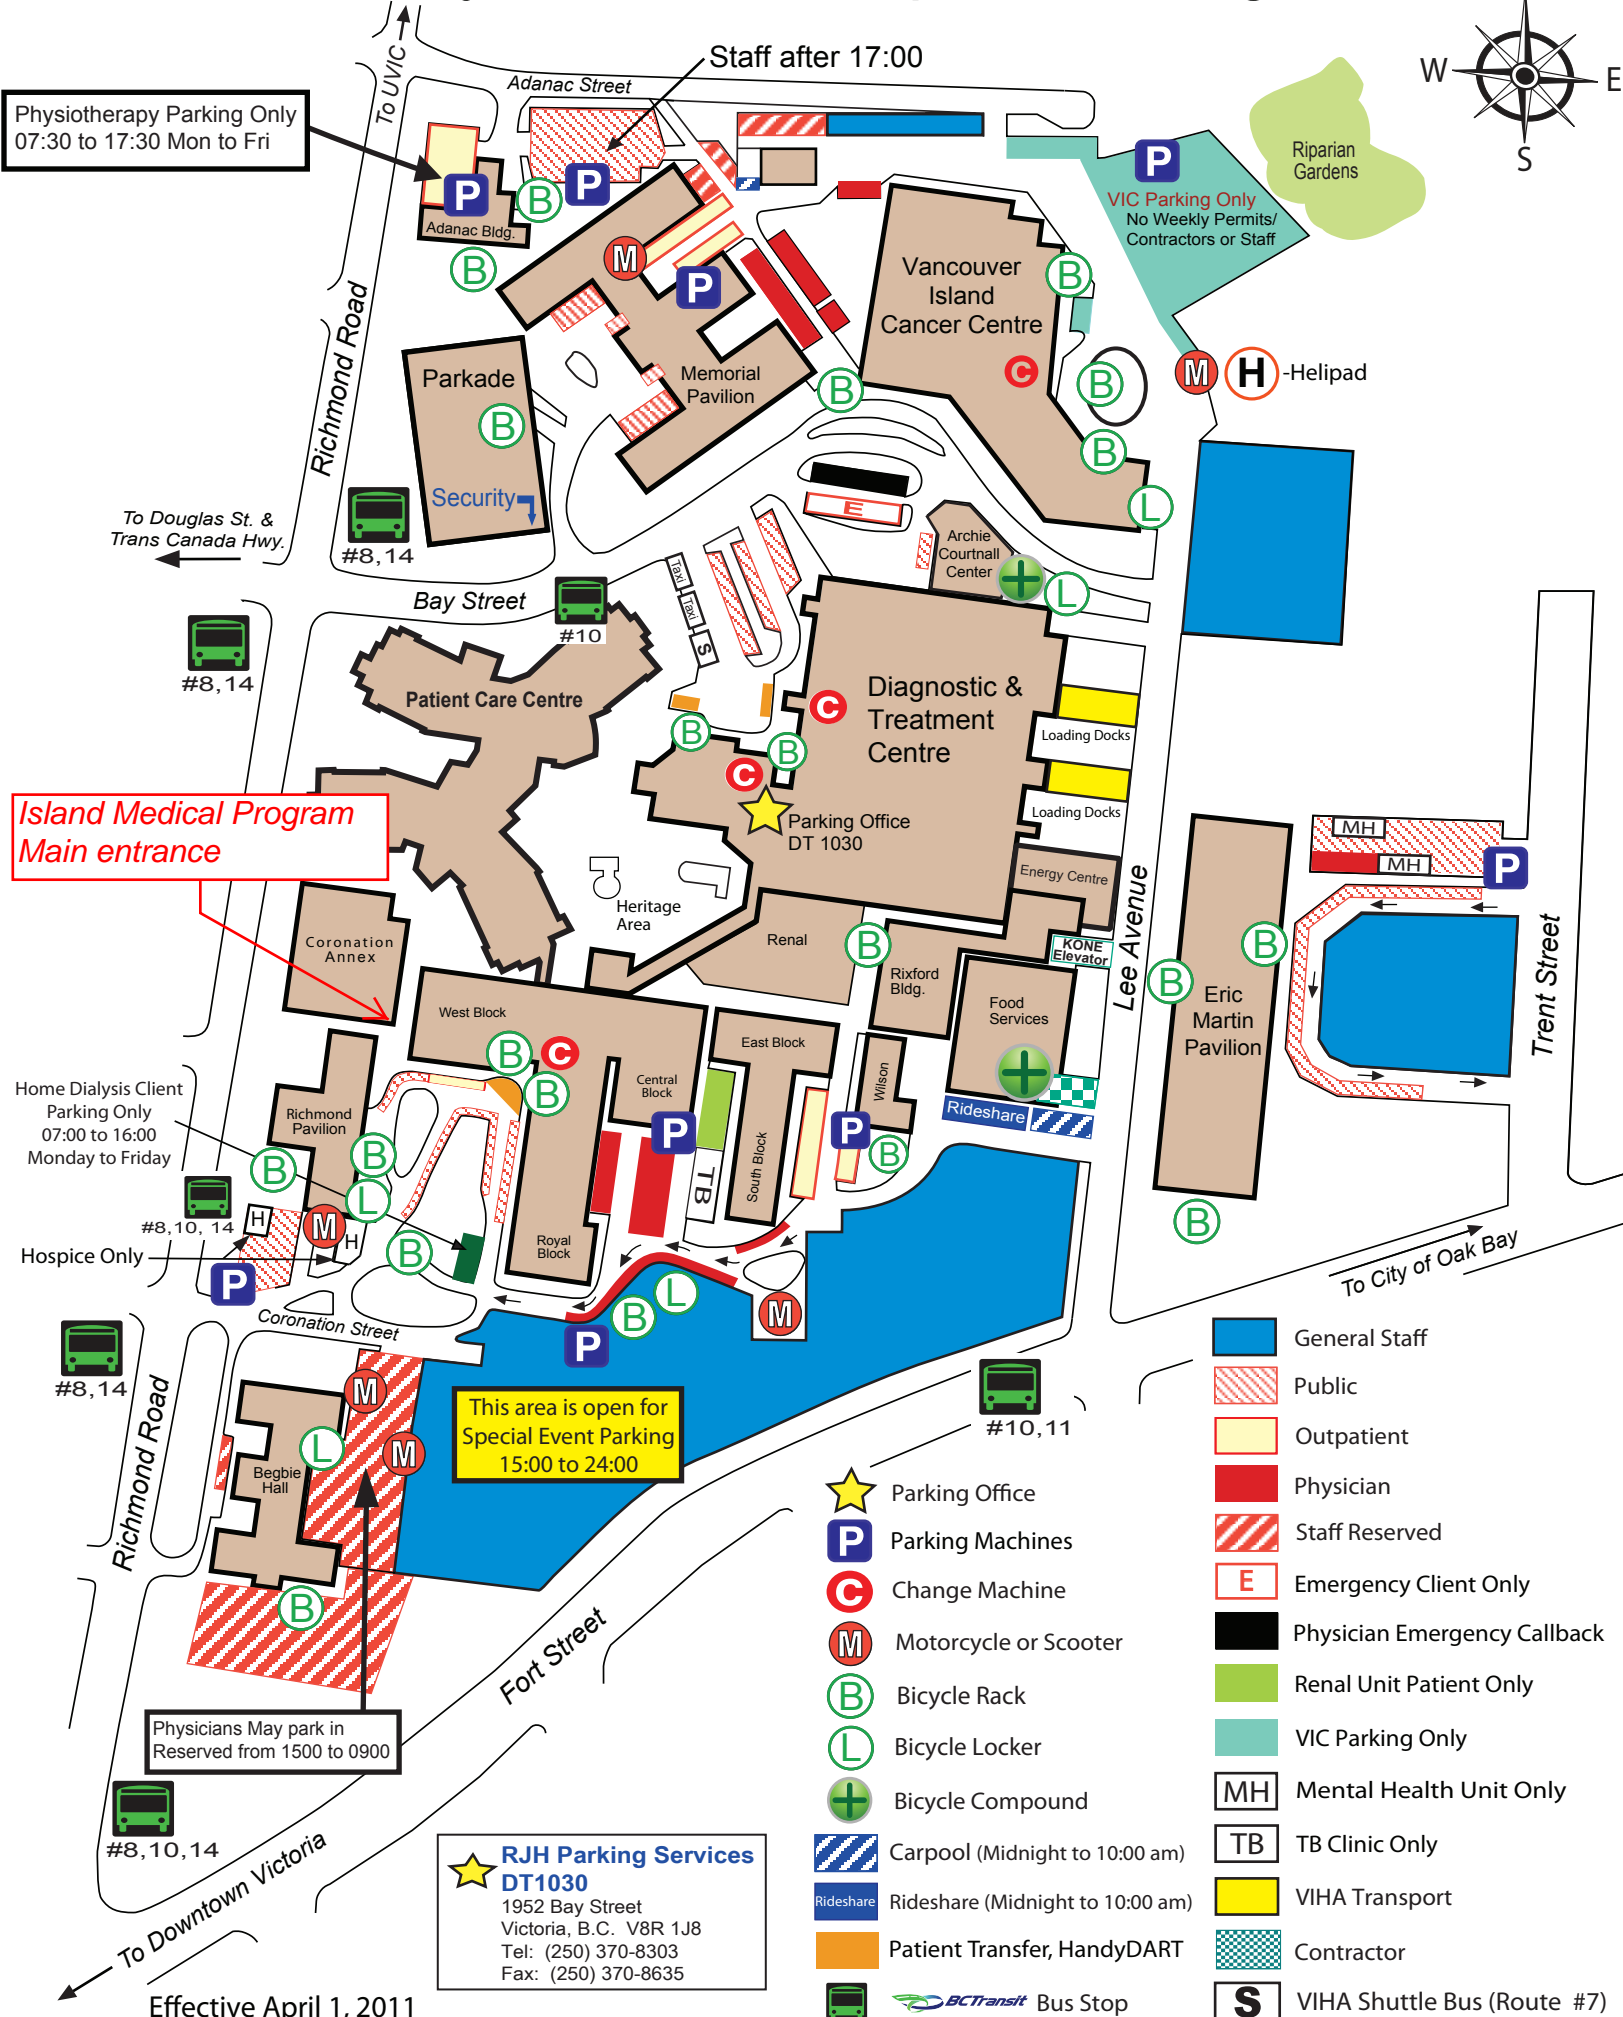 Staff after 17:00
Adanac Street
To UVIC
W
E
S
Physiotherapy Parking Only
07:30 to 17:30 Mon to Fri
P
P
B
Adanac Bldg.
B
M
P
P
VIC Parking Only
No Weekly Permits/
Contractors or Staff
Riparian
Gardens
Vancouver
Island
Cancer Centre
B
C
B
B
L
M
H
-Helipad
Richmond Road
Parkade
B
Security
Memorial
Pavilion
B
E
Archie
Courtnall
Center
L
To Douglas St. &
Trans Canada Hwy.
#8,14
Bay Street
#10
#8,14
Taxi
Taxi
S
Patient Care Centre
B
B
C
C
Diagnostic &
Treatment
Centre
Parking Office
DT 1030
Loading Docks
Loading Docks
Energy Centre
Island Medical Program
Main entrance
Heritage
Area
Coronation
Annex
Renal
B
Rixford
Bldg.
KONE
Elevator
Food
Services
Lee Avenue
B
B
Eric
Martin
Pavilion
B
MH
MH
P
Trent Street
West Block
B
C
B
Central
Block
P
East Block
South Block
TB
Wilson
P
B
Rideshare
Home Dialysis Client
Parking Only
07:00 to 16:00
Monday to Friday
Richmond
Pavilion
B
B
L
M
H
H
#8,10, 14
Hospice Only
P
B
Royal
Block
Coronation Street
P
B
L
M
To City of Oak Bay
#8,14
Richmond Road
M
M
L
Begbie
Hall
B
This area is open for
Special Event Parking
15:00 to 24:00
#10,11
Fort Street
Physicians May park in
Reserved from 1500 to 0900
#8,10,14
To Downtown Victoria
Effective April 1, 2011
RJH Parking Services
DT1030
1952 Bay Street
Victoria, B.C. V8R 1J8
Tel: (250) 370-8303
Fax: (250) 370-8635
Parking Office
P Parking Machines
C Change Machine
M Motorcycle or Scooter
B Bicycle Rack
L Bicycle Locker
Bicycle Compound
Carpool (Midnight to 10:00 am)
Rideshare Rideshare (Midnight to 10:00 am)
Patient Transfer, HandyDART
BCTransit Bus Stop
General Staff
Public
Outpatient
Physician
Staff Reserved
E Emergency Client Only
Physician Emergency Callback
Renal Unit Patient Only
VIC Parking Only
MH Mental Health Unit Only
TB TB Clinic Only
VIHA Transport
Contractor
S VIHA Shuttle Bus (Route #7)